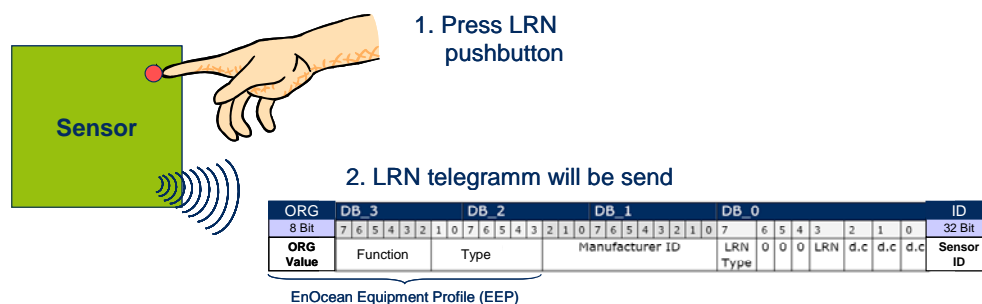 1. Press LRN
pushbutton
Sensor
2. LRN telegramm will be send
ORG DB_3 DB_2 DB_1 DB_0 ID
8 Bit 7 6 5 4 3 2 1 0 7 6 5 4 3 2 1 0 7 6 5 4 3 2 1 0 7 6 5 4 3 2 1 0 32 Bit
ORG Function Type Manufacturer ID LRN 0 0 0 LRN d.c d.c d.c Sensor
Value Type ID
EnOcean Equipment Profile (EEP)